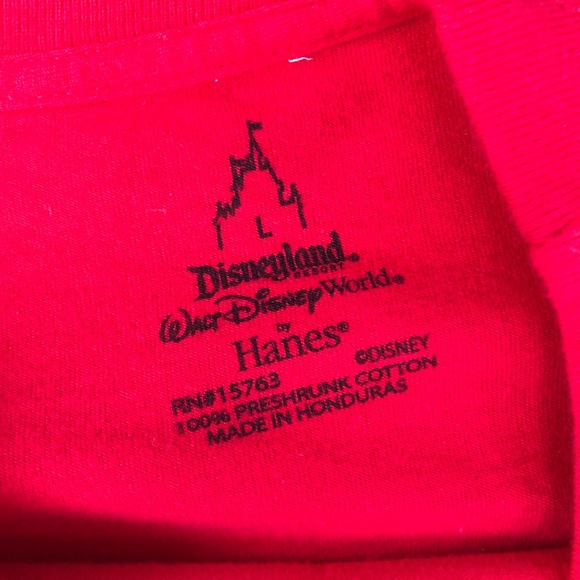 L
Disneyland®
RESORT
Walt Disney World®
by
Hanes®
©DISNEY
RN#15763
100% PRESHRUNK COTTON
MADE IN HONDURAS